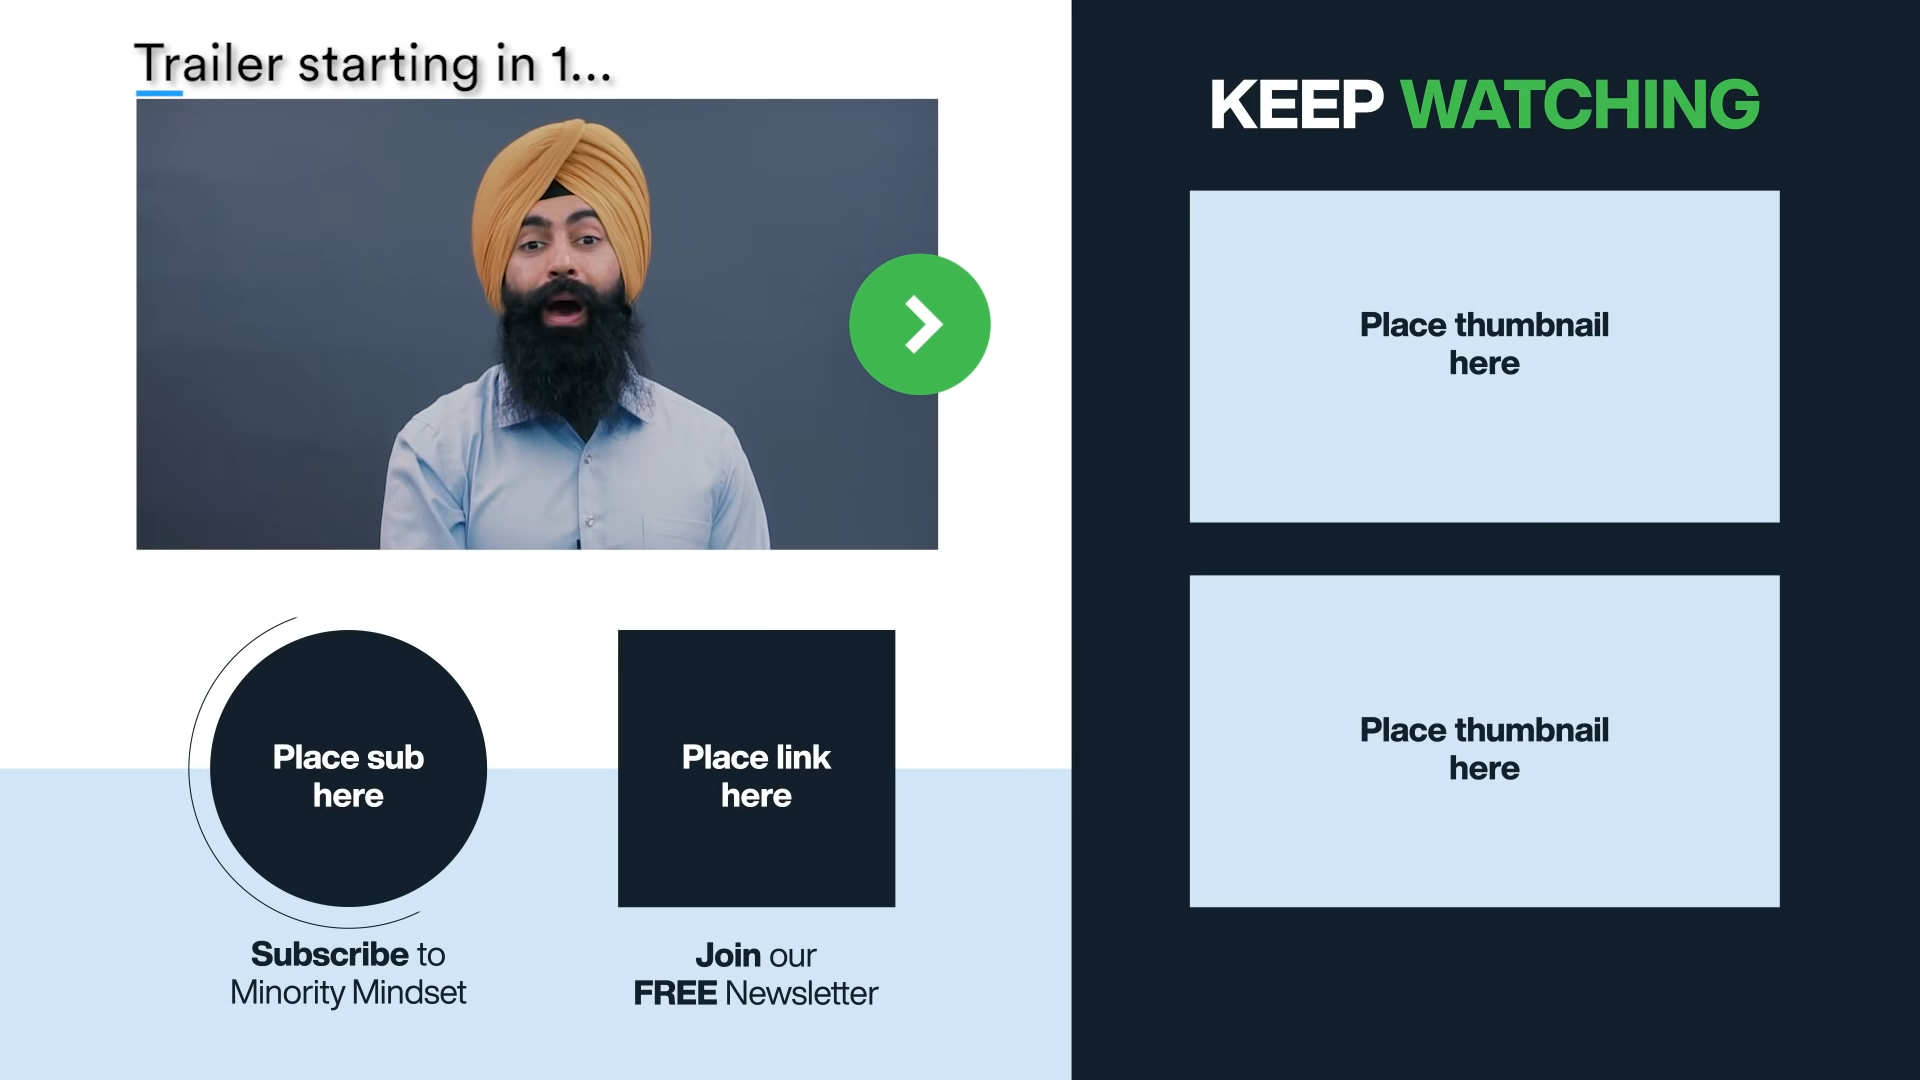 Trailer starting in 1...
KEEP WATCHING
Place thumbnail
here
Place thumbnail
here
Place sub
here
Place link
here
Subscribe to
Minority Mindset
Join our
FREE Newsletter